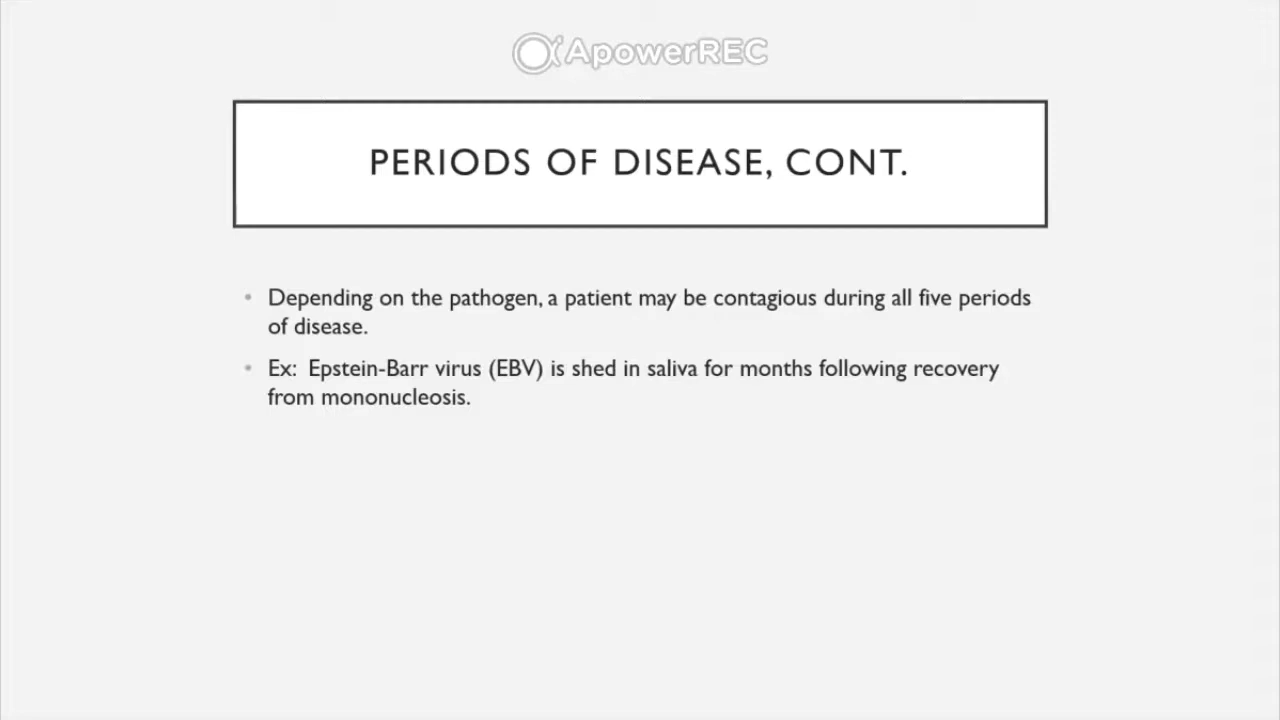 ApowerREC
PERIODS OF DISEASE, CONT.
• Depending on the pathogen, a patient may be contagious during all five periods
of disease.
• Ex:  Epstein-Barr virus (EBV) is shed in saliva for months following recovery
from mononucleosis.